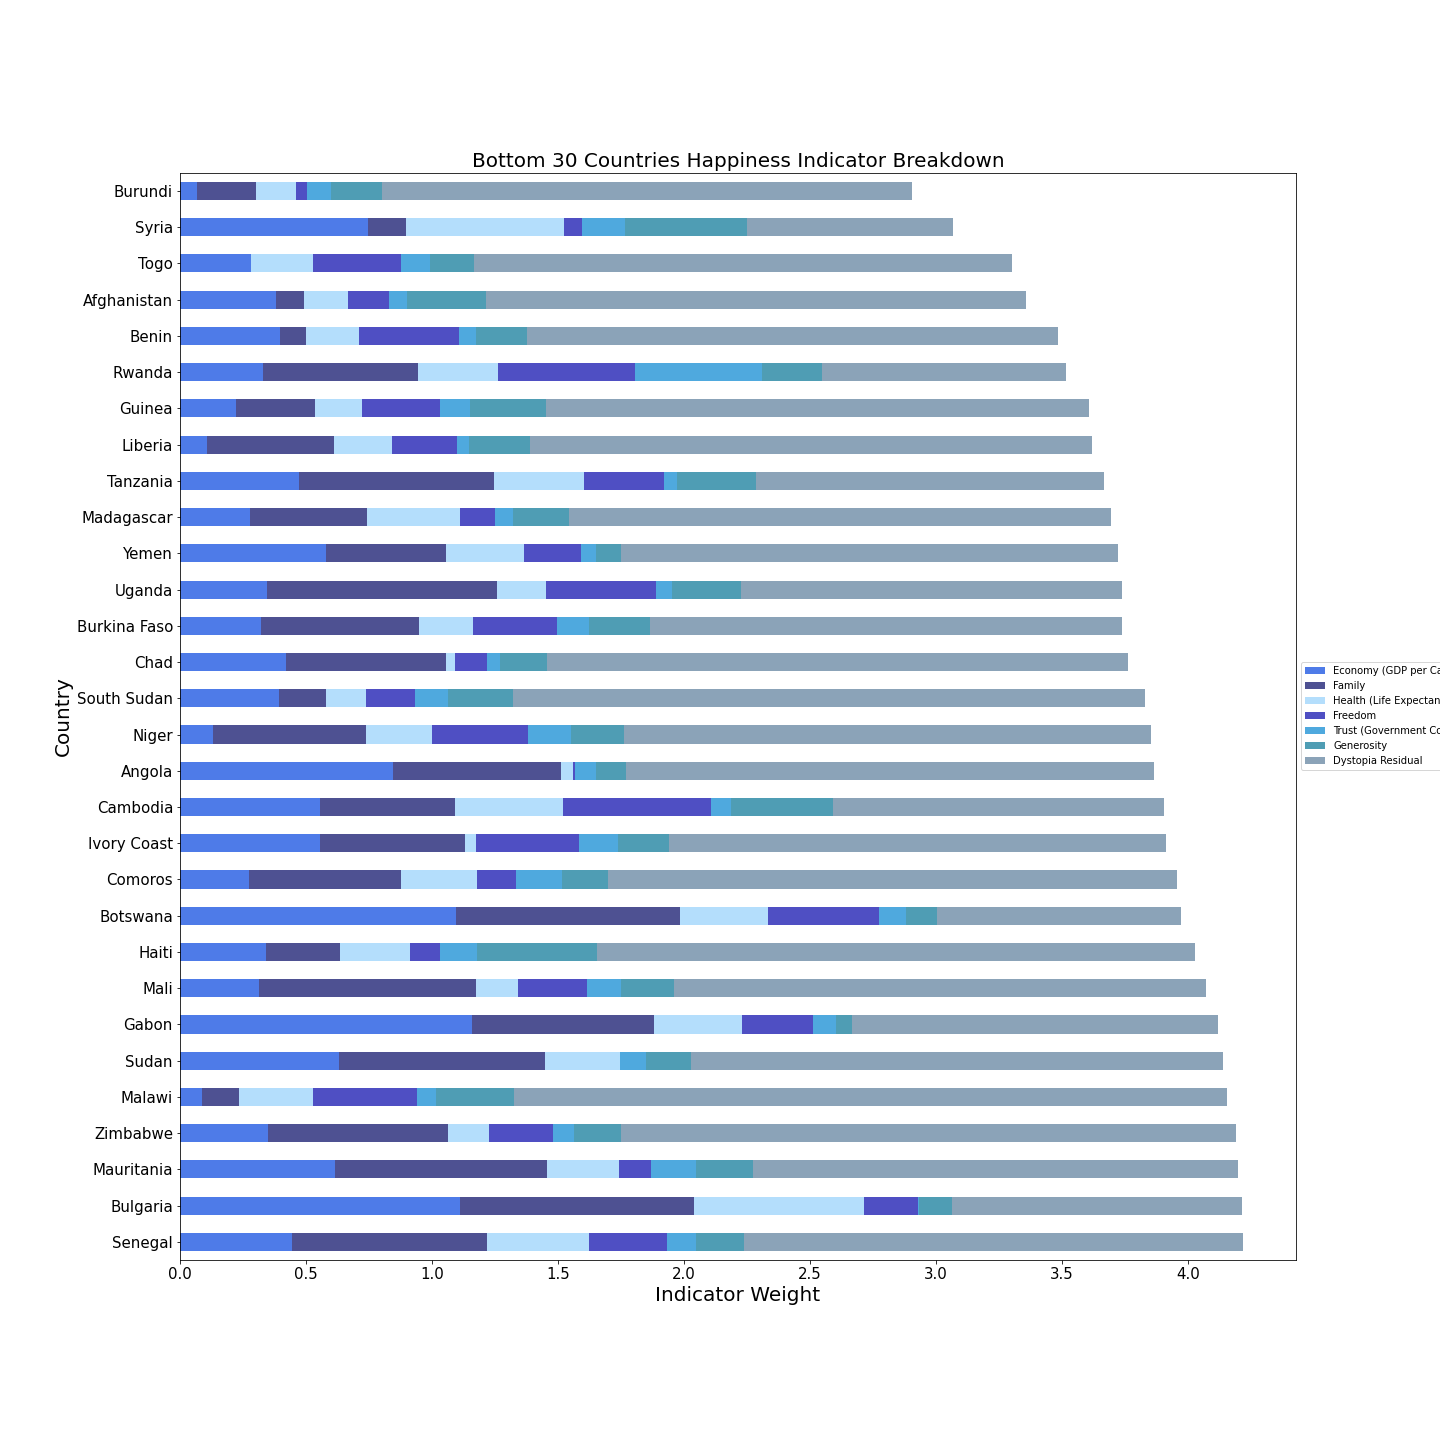 Bottom 30 Countries Happiness Indicator Breakdown
Burundi
Syria
Togo
Afghanistan
Benin
Rwanda
Guinea
Liberia
Tanzania
Madagascar
Yemen
Uganda
Burkina Faso
Chad
South Sudan
Niger
Angola
Cambodia
Ivory Coast
Comoros
Botswana
Haiti
Mali
Gabon
Sudan
Malawi
Zimbabwe
Mauritania
Bulgaria
Senegal
Country
0.0 0.5 1.0 1.5 2.0 2.5 3.0 3.5 4.0
Indicator Weight
Economy (GDP per Ca
Family
Health (Life Expectan
Freedom
Trust (Government Co
Generosity
Dystopia Residual